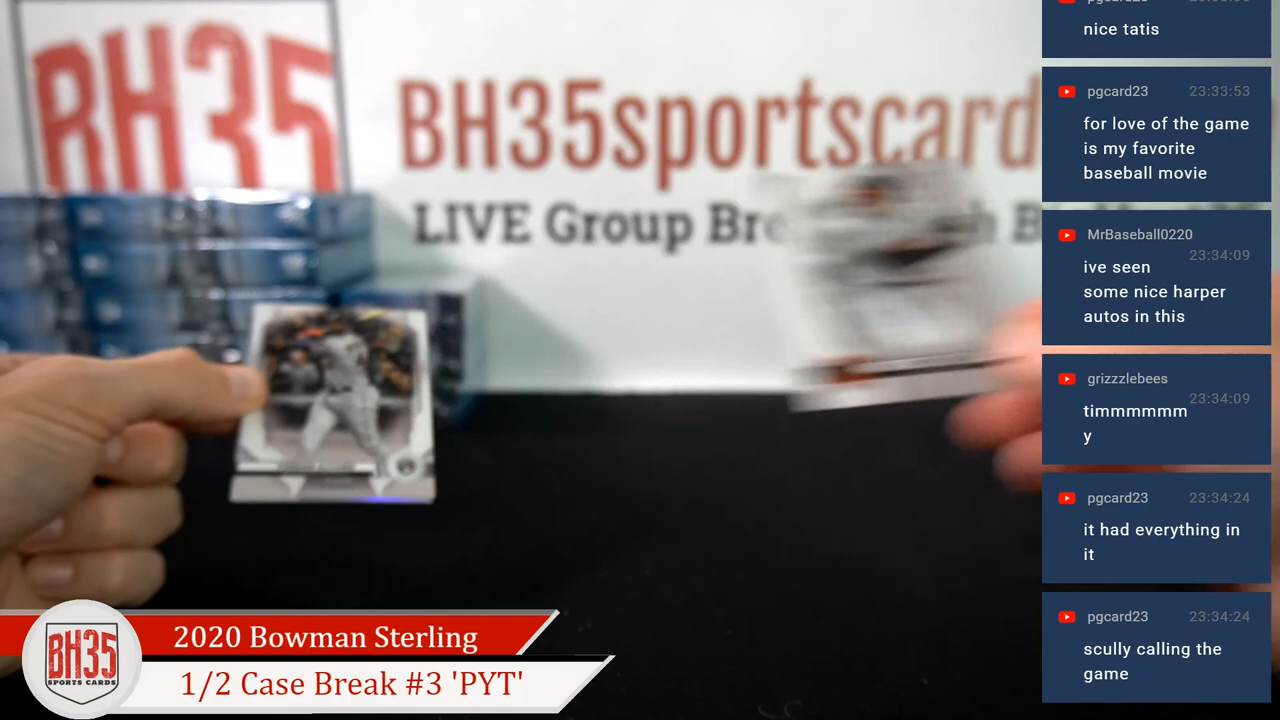 BH35
BH35sportscard
LIVE Group Bre
nice tatis
pgcard23 23:33:53
for love of the game
is my favorite
baseball movie
MrBaseball0220
23:34:09
ive seen
some nice harper
autos in this
grizzzlebees
23:34:09
timmmmmm
y
pgcard23 23:34:24
it had everything in
it
pgcard23 23:34:24
scully calling the
game
BH35
SPORTS CARDS
2020 Bowman Sterling
1/2 Case Break #3 'PYT'